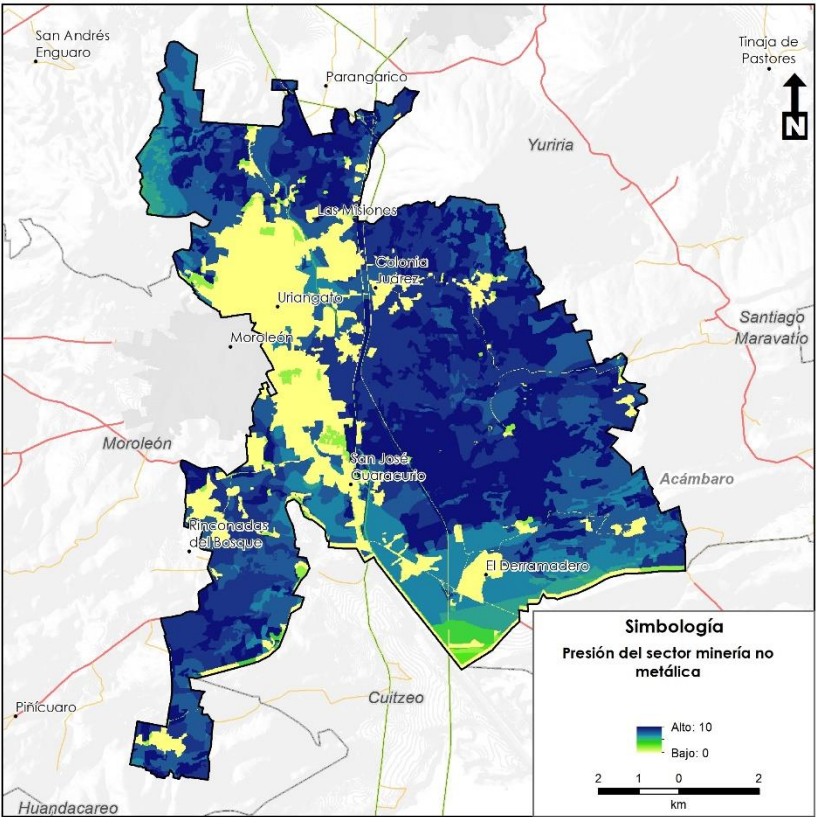 San Andrés
Enguaro
Tinaja de
Pastores
Parangarico
N
Yuriria
Las Misiones
Colonia
Juárez
Uriangato
Santiago
Maravatío
Moroleón
Moroleón
San José
Cuaracurio
Acámbaro
Rinconadas
del Bosque
El Derramadero
Simbología
Presión del sector minería no
metálica
Cuitzeo
Piñícuaro
Alto: 10
Bajo: 0
2 1 0 2
km
Huandacareo